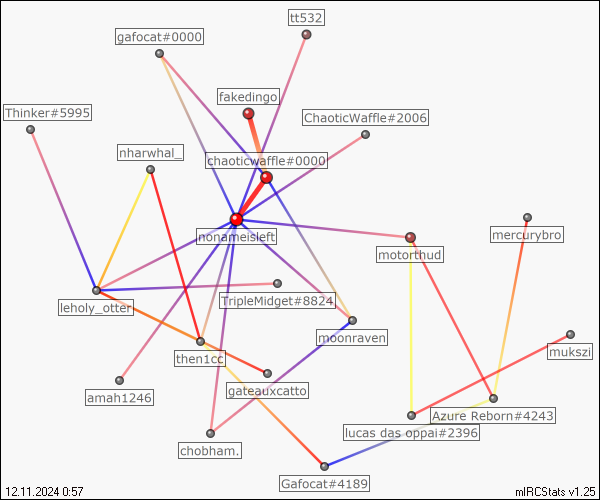 tt532
gafocat#0000
fakedingo
Thinker#5995
ChaoticWaffle#2006
nharwhal_
chaoticwaffle#0000
nonameisleft
mercurybro
motorthud
leholy_otter
TripleMidget#8824
moonraven
mukszi
then1cc
gateauxcatto
amah1246
Azure Reborn#4243
lucas das oppai#2396
chobham.
Gafocat#4189
12.11.2024 0:57
mIRCStats v1.25